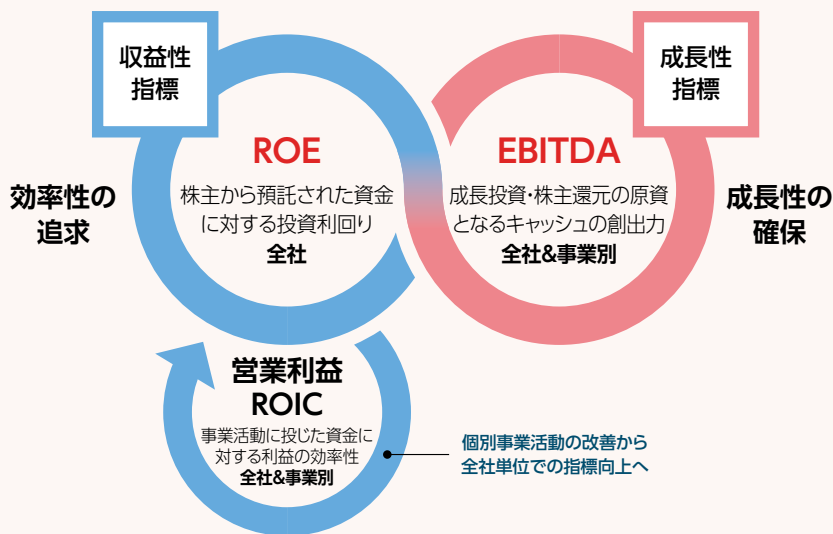 収益性
指標
ROE
株主から預託された資金
に対する投資利回り
全社
効率性の
追求
成長性
指標
EBITDA
成長投資・株主還元の原資
となるキャッシュの創出力
全社&事業別
成長性の
確保
営業利益
ROIC
事業活動に投じた資金に
対する利益の効率性
全社&事業別
個別事業活動の改善から
全社単位での指標向上へ